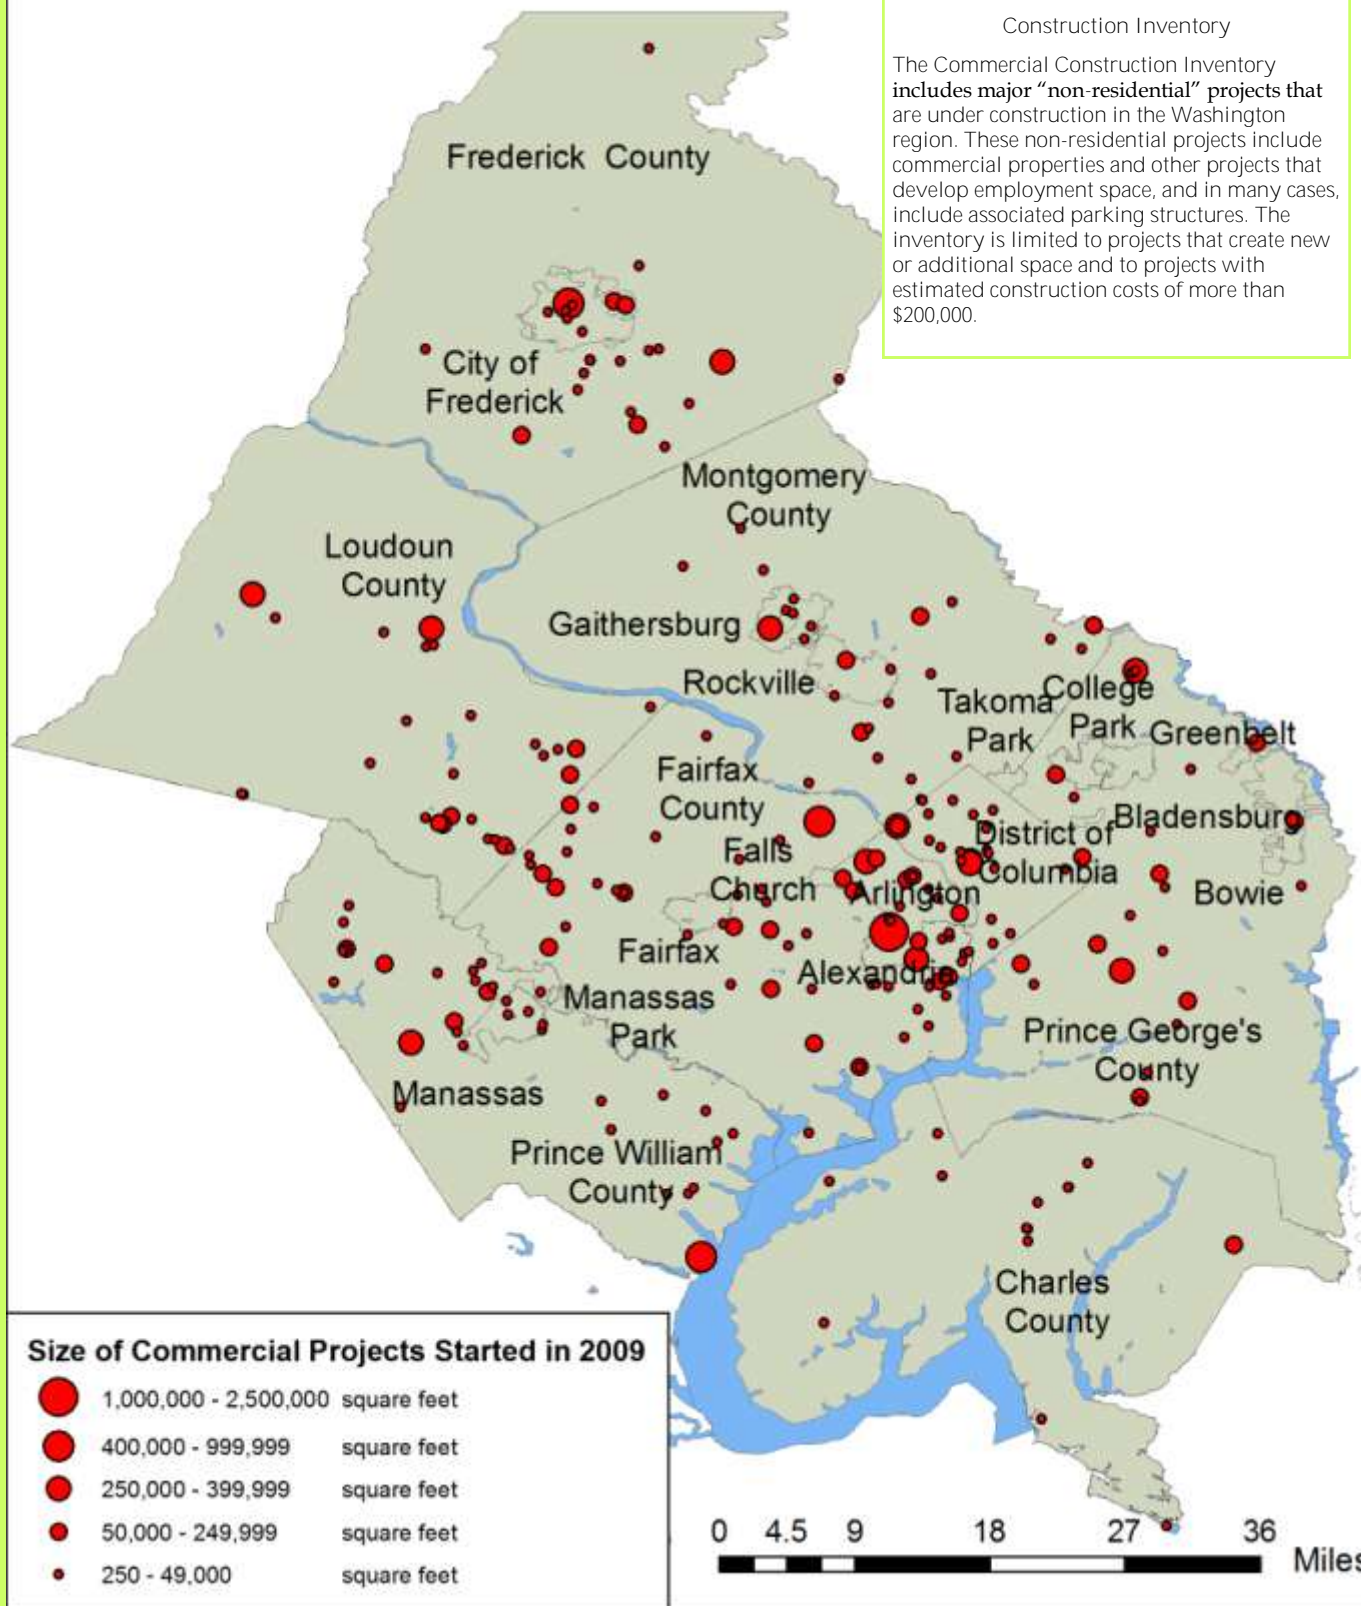 Construction Inventory
The Commercial Construction Inventory
includes major “non-residential” projects that
are under construction in the Washington
region. These non-residential projects include
commercial properties and other projects that
develop employment space, and in many cases,
include associated parking structures. The
inventory is limited to projects that create new
or additional space and to projects with
estimated construction costs of more than
$200,000.
Frederick County
City of
Frederick
Montgomery
County
Loudoun
County
Gaithersburg
Rockville
Takoma
Park
College
Park
Greenbelt
Fairfax
County
Bladensburg
Falls
Church
District of
Columbia
Arlington
Bowie
Fairfax
Alexandria
Manassas
Park
Prince George's
County
Manassas
Prince William
County
Charles
County
Size of Commercial Projects Started in 2009
1,000,000 - 2,500,000 square feet
400,000 - 999,999 square feet
250,000 - 399,999 square feet
50,000 - 249,999 square feet
250 - 49,000 square feet
0 4.5 9 18 27 36
Miles